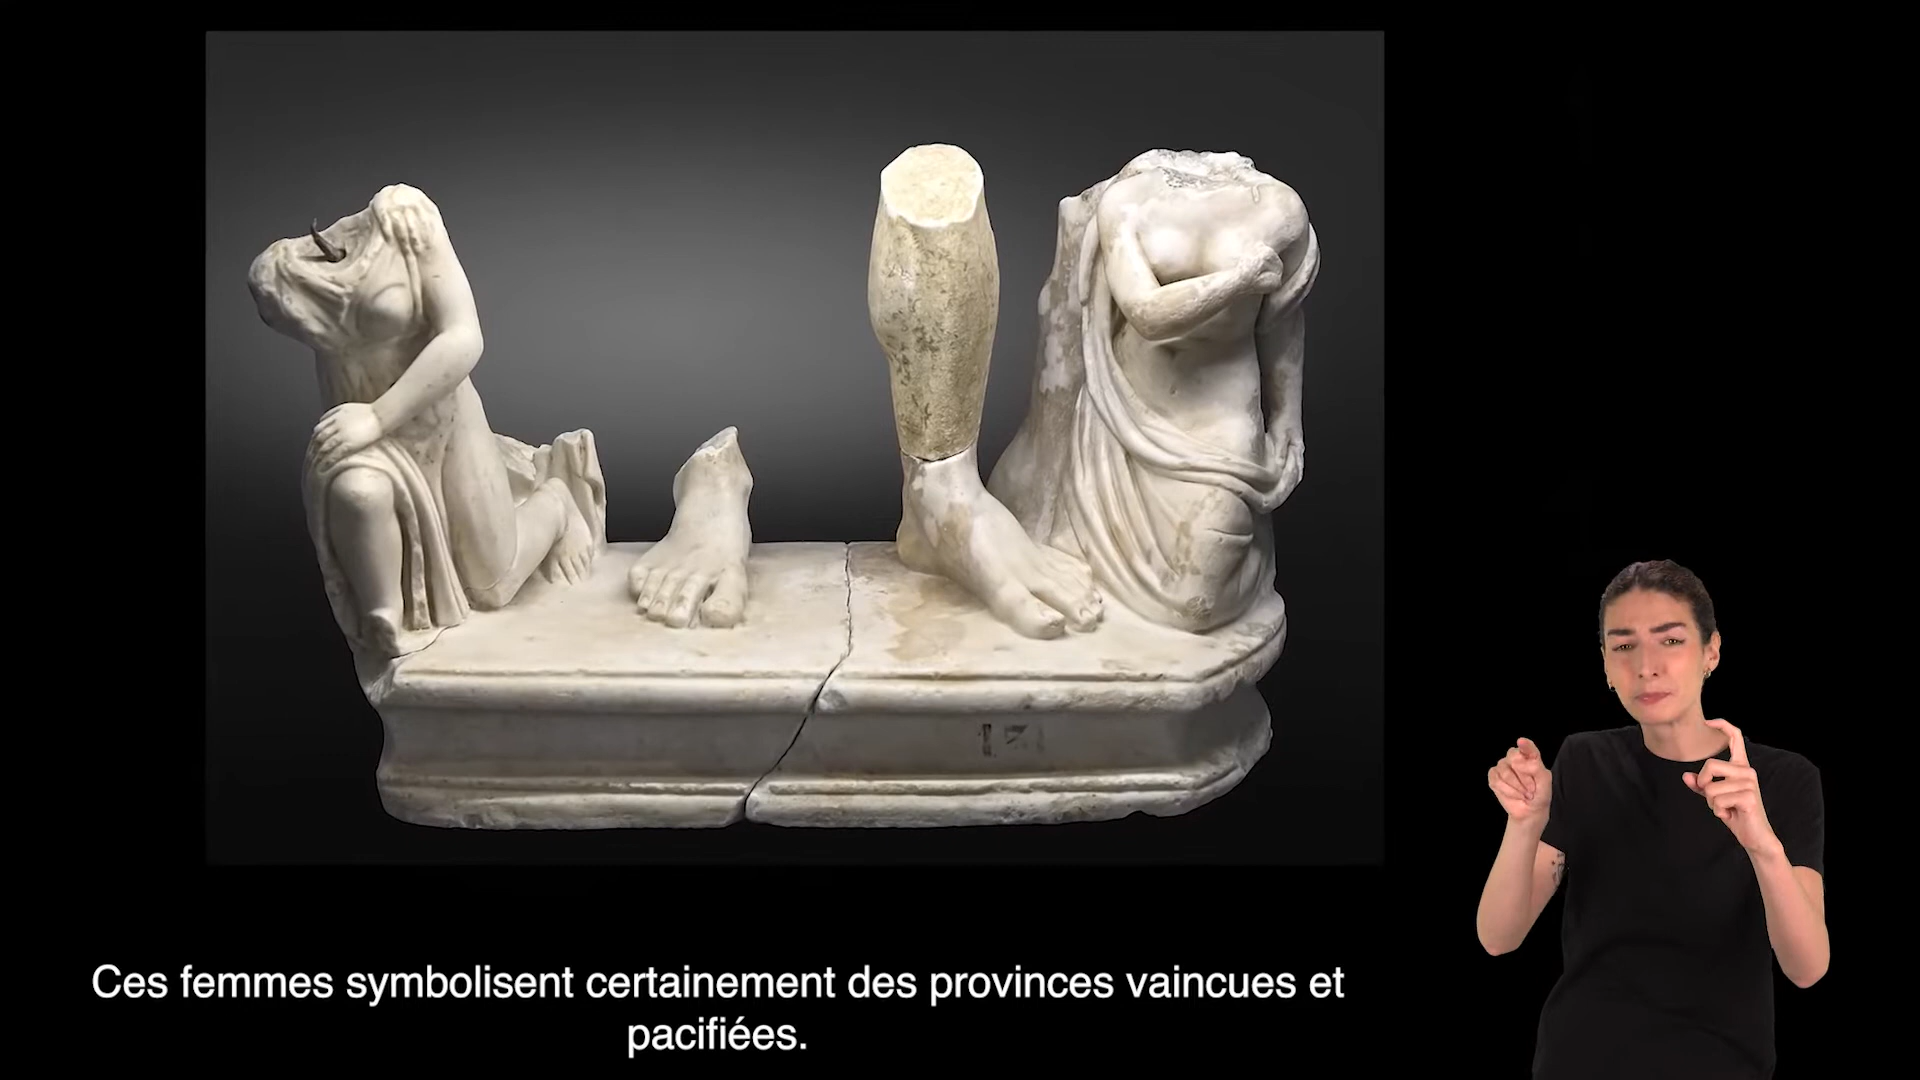 Ces femmes symbolisent certainement des provinces vaincues et
pacifiées.